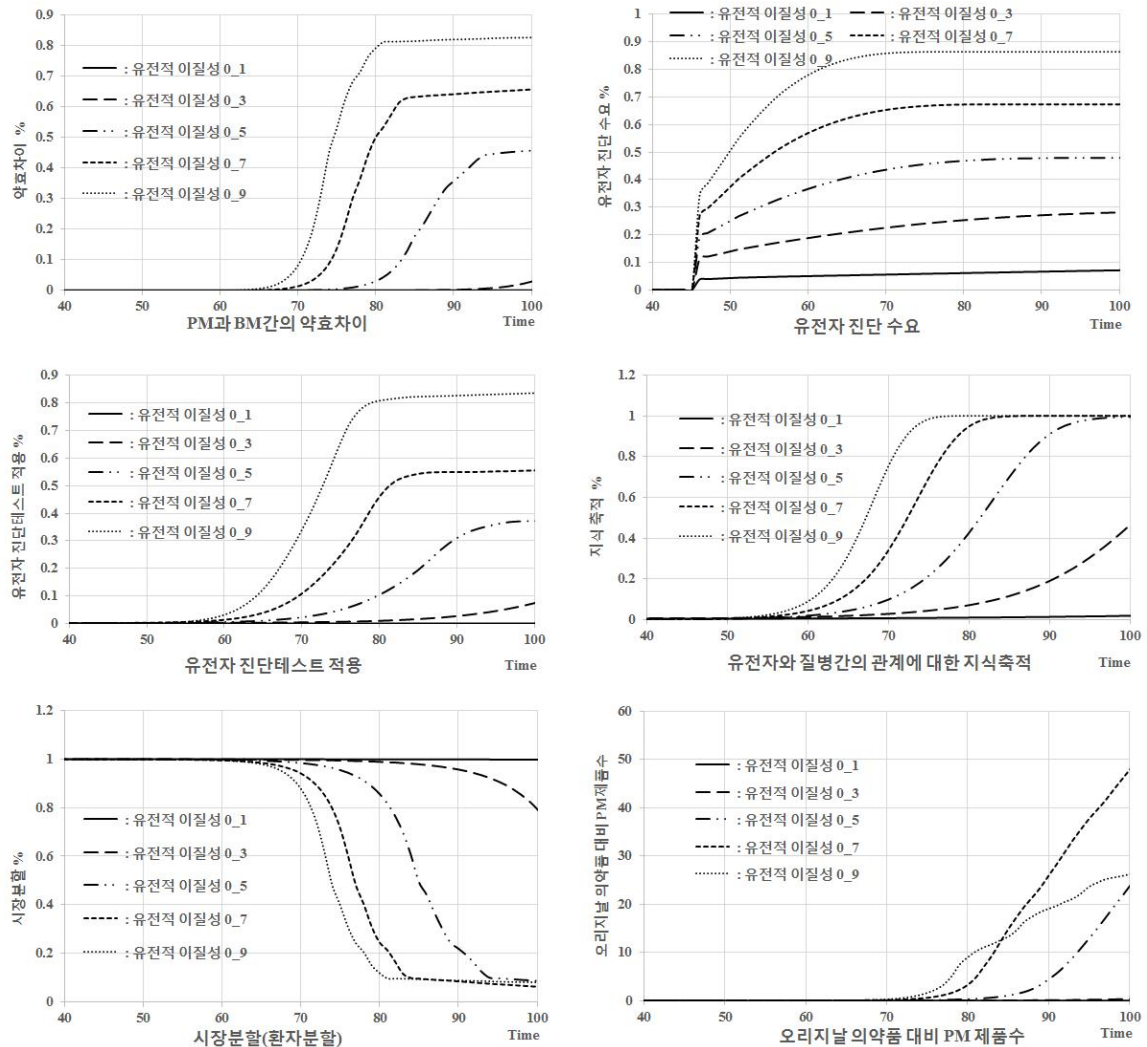 약효차이 %
0.9
0.8
0.7
0.6
0.5
0.4
0.3
0.2
0.1
0
: 유전적 이질성 0_1
: 유전적 이질성 0_3
: 유전적 이질성 0_5
: 유전적 이질성 0_7
: 유전적 이질성 0_9
40 50 60 70 80 90 100
PM과 BM간의 약효차이 Time
유전자 진단 수요 %
: 유전적 이질성 0_1 : 유전적 이질성 0_3
: 유전적 이질성 0_5 : 유전적 이질성 0_7
: 유전적 이질성 0_9
1
0.9
0.8
0.7
0.6
0.5
0.4
0.3
0.2
0.1
0
40 50 60 70 80 90 100
유전자 진단 수요 Time
유전자 진단테스트 적용 %
0.9
0.8
0.7
0.6
0.5
0.4
0.3
0.2
0.1
0
: 유전적 이질성 0_1
: 유전적 이질성 0_3
: 유전적 이질성 0_5
: 유전적 이질성 0_7
: 유전적 이질성 0_9
40 50 60 70 80 90 100
유전자 진단테스트 적용 Time
지식 축적 %
1.2
1
0.8
0.6
0.4
0.2
0
: 유전적 이질성 0_1
: 유전적 이질성 0_3
: 유전적 이질성 0_5
: 유전적 이질성 0_7
: 유전적 이질성 0_9
40 50 60 70 80 90 100
유전자와 질병간의 관계에 대한 지식축적 Time
시장분할 %
1.2
1
0.8
0.6
0.4
0.2
0
: 유전적 이질성 0_1
: 유전적 이질성 0_3
: 유전적 이질성 0_5
: 유전적 이질성 0_7
: 유전적 이질성 0_9
40 50 60 70 80 90 100
시장분할(환자분할) Time
오리지날 의약품 대비 PM 제품수
60
50
40
30
20
10
0
: 유전적 이질성 0_1
: 유전적 이질성 0_3
: 유전적 이질성 0_5
: 유전적 이질성 0_7
: 유전적 이질성 0_9
40 50 60 70 80 90 100
오리지날 의약품 대비 PM 제품수 Time